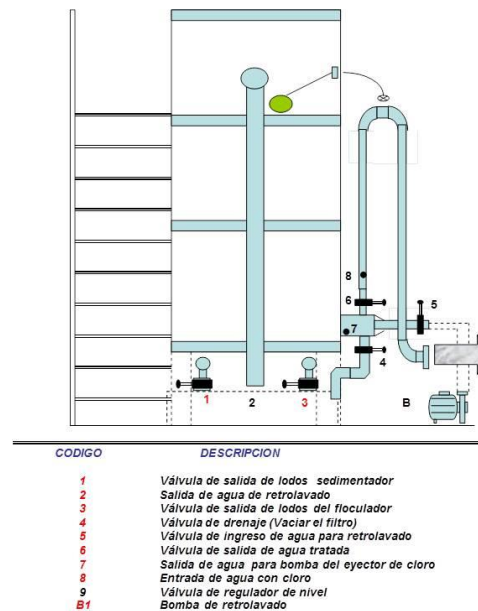 8
6
5
7
4
1
2
3
B
CODIGO DESCRIPCION
1 Válvula de salida de lodos sedimentador
2 Salida de agua de retrolavado
3 Válvula de salida de lodos del floculador
4 Válvula de drenaje (Vaciar el filtro)
5 Válvula de ingreso de agua para retrolavado
6 Válvula de salida de agua tratada
7 Salida de agua para bomba del eyector de cloro
8 Entrada de agua con cloro
9 Válvula de regulador de nivel
B1 Bomba de retrolavado